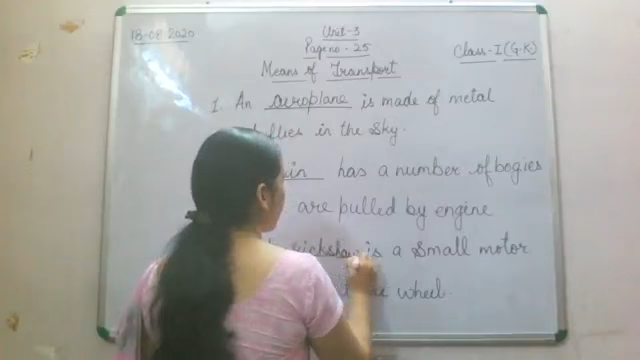 18-08-2020
Unit-3
Page no - 25
Class-I (G.K)
Means of Transport
1. An aeroplane is made of metal
flies in the sky.
has a number of bogies
are pulled by engine
rickshaw is a small motor
wheel.